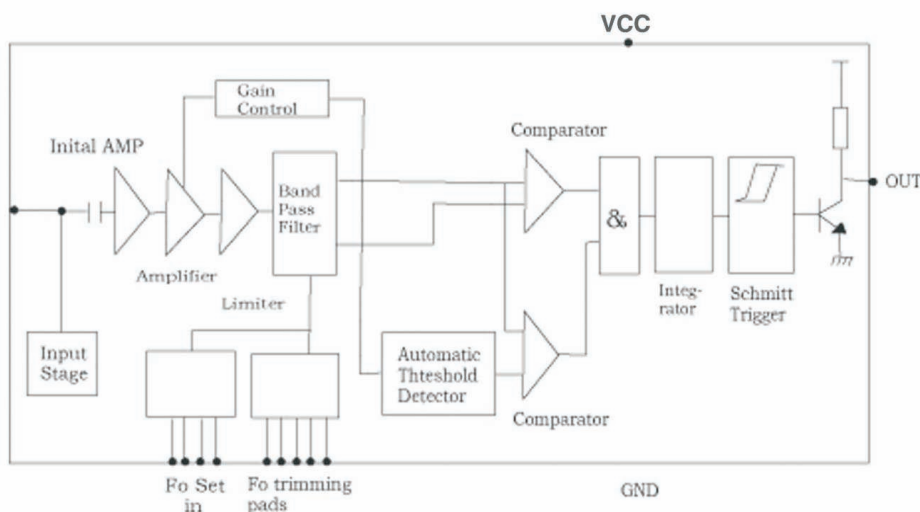 VCC
Gain
Control
Inital AMP
Comparator
Band
Pass
Filter
OUT
&
Amplifier
Limiter
Integ-
rator
Schmitt
Trigger
Input
Stage
Automatic
Thteshold
Detector
Comparator
Fo Set
in
Fo trimming
pads
GND